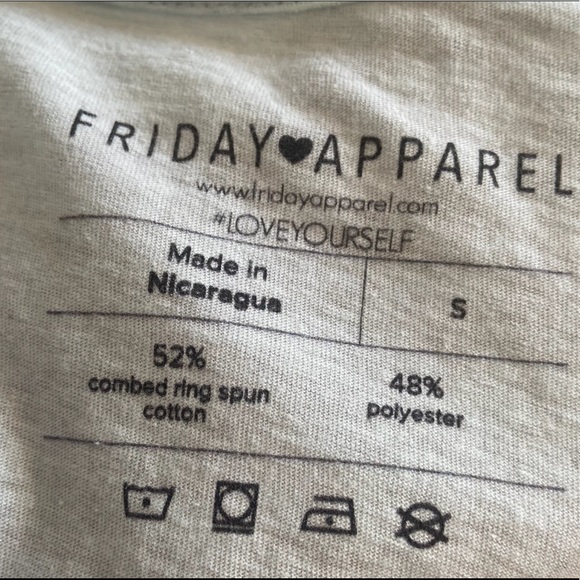 FRIDAY♥APPAREL
www.fridayapparel.com
#LOVEYOURSELF
Made in
Nicaragua
S
52%
combed ring spun
cotton
48%
polyester